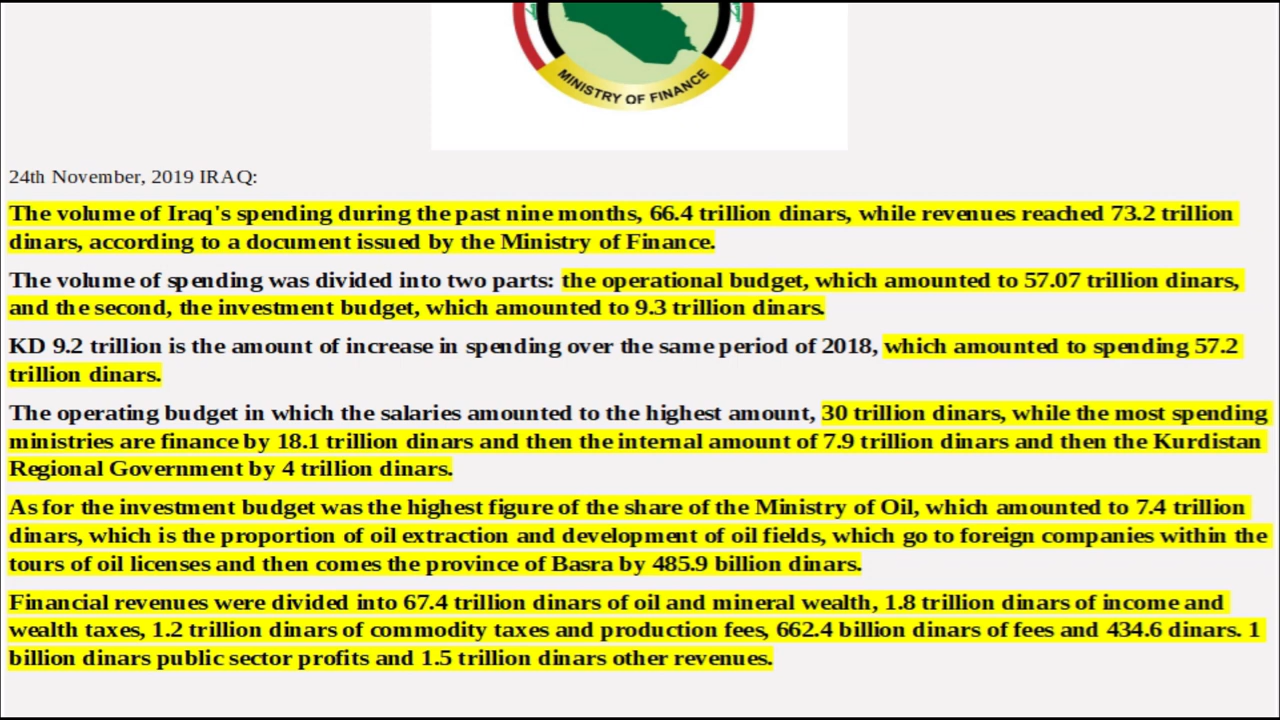 MINISTRY OF FINANCE
24th November, 2019 IRAQ:
The volume of Iraq's spending during the past nine months, 66.4 trillion dinars, while revenues reached 73.2 trillion
dinars, according to a document issued by the Ministry of Finance.
The volume of spending was divided into two parts: the operational budget, which amounted to 57.07 trillion dinars,
and the second, the investment budget, which amounted to 9.3 trillion dinars.
KD 9.2 trillion is the amount of increase in spending over the same period of 2018, which amounted to spending 57.2
trillion dinars.
The operating budget in which the salaries amounted to the highest amount, 30 trillion dinars, while the most spending
ministries are finance by 18.1 trillion dinars and then the internal amount of 7.9 trillion dinars and then the Kurdistan
Regional Government by 4 trillion dinars.
As for the investment budget was the highest figure of the share of the Ministry of Oil, which amounted to 7.4 trillion
dinars, which is the proportion of oil extraction and development of oil fields, which go to foreign companies within the
tours of oil licenses and then comes the province of Basra by 485.9 billion dinars.
Financial revenues were divided into 67.4 trillion dinars of oil and mineral wealth, 1.8 trillion dinars of income and
wealth taxes, 1.2 trillion dinars of commodity taxes and production fees, 662.4 billion dinars of fees and 434.6 dinars. 1
billion dinars public sector profits and 1.5 trillion dinars other revenues.